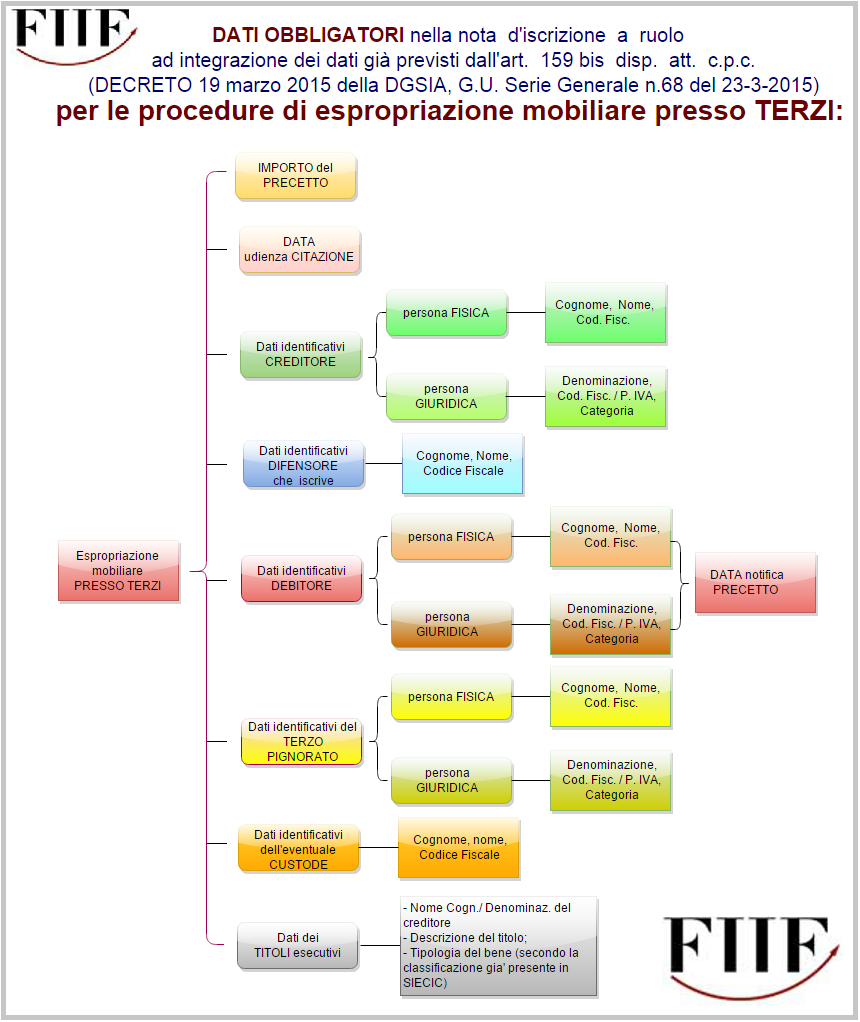 FIIF
DATI OBBLIGATORI nella nota d'iscrizione a ruolo
ad integrazione dei dati già previsti dall'art. 159 bis disp. att. c.p.c.
(DECRETO 19 marzo 2015 della DGSIA, G.U. Serie Generale n.68 del 23-3-2015)
per le procedure di espropriazione mobiliare presso TERZI:
Espropriazione
mobiliare
PRESSO TERZI
IMPORTO del
PRECETTO
DATA
udienza CITAZIONE
Dati identificativi
CREDITORE
persona FISICA
Cognome, Nome,
Cod. Fisc.
persona
GIURIDICA
Denominazione,
Cod. Fisc. / P. IVA,
Categoria
Dati identificativi
DIFENSORE
che iscrive
Cognome, Nome,
Codice Fiscale
Dati identificativi
DEBITORE
persona FISICA
Cognome, Nome,
Cod. Fisc.
persona
GIURIDICA
Denominazione,
Cod. Fisc. / P. IVA,
Categoria
DATA notifica
PRECETTO
Dati identificativi del
TERZO
PIGNORATO
persona FISICA
Cognome, Nome,
Cod. Fisc.
persona
GIURIDICA
Denominazione,
Cod. Fisc. / P. IVA,
Categoria
Dati identificativi
dell'eventuale
CUSTODE
Cognome, nome,
Codice Fiscale
Dati dei
TITOLI esecutivi
- Nome Cogn./ Denominaz. del
creditore
- Descrizione del titolo;
- Tipologia del bene (secondo la
classificazione gia' presente in
SIECIC)
FIIF